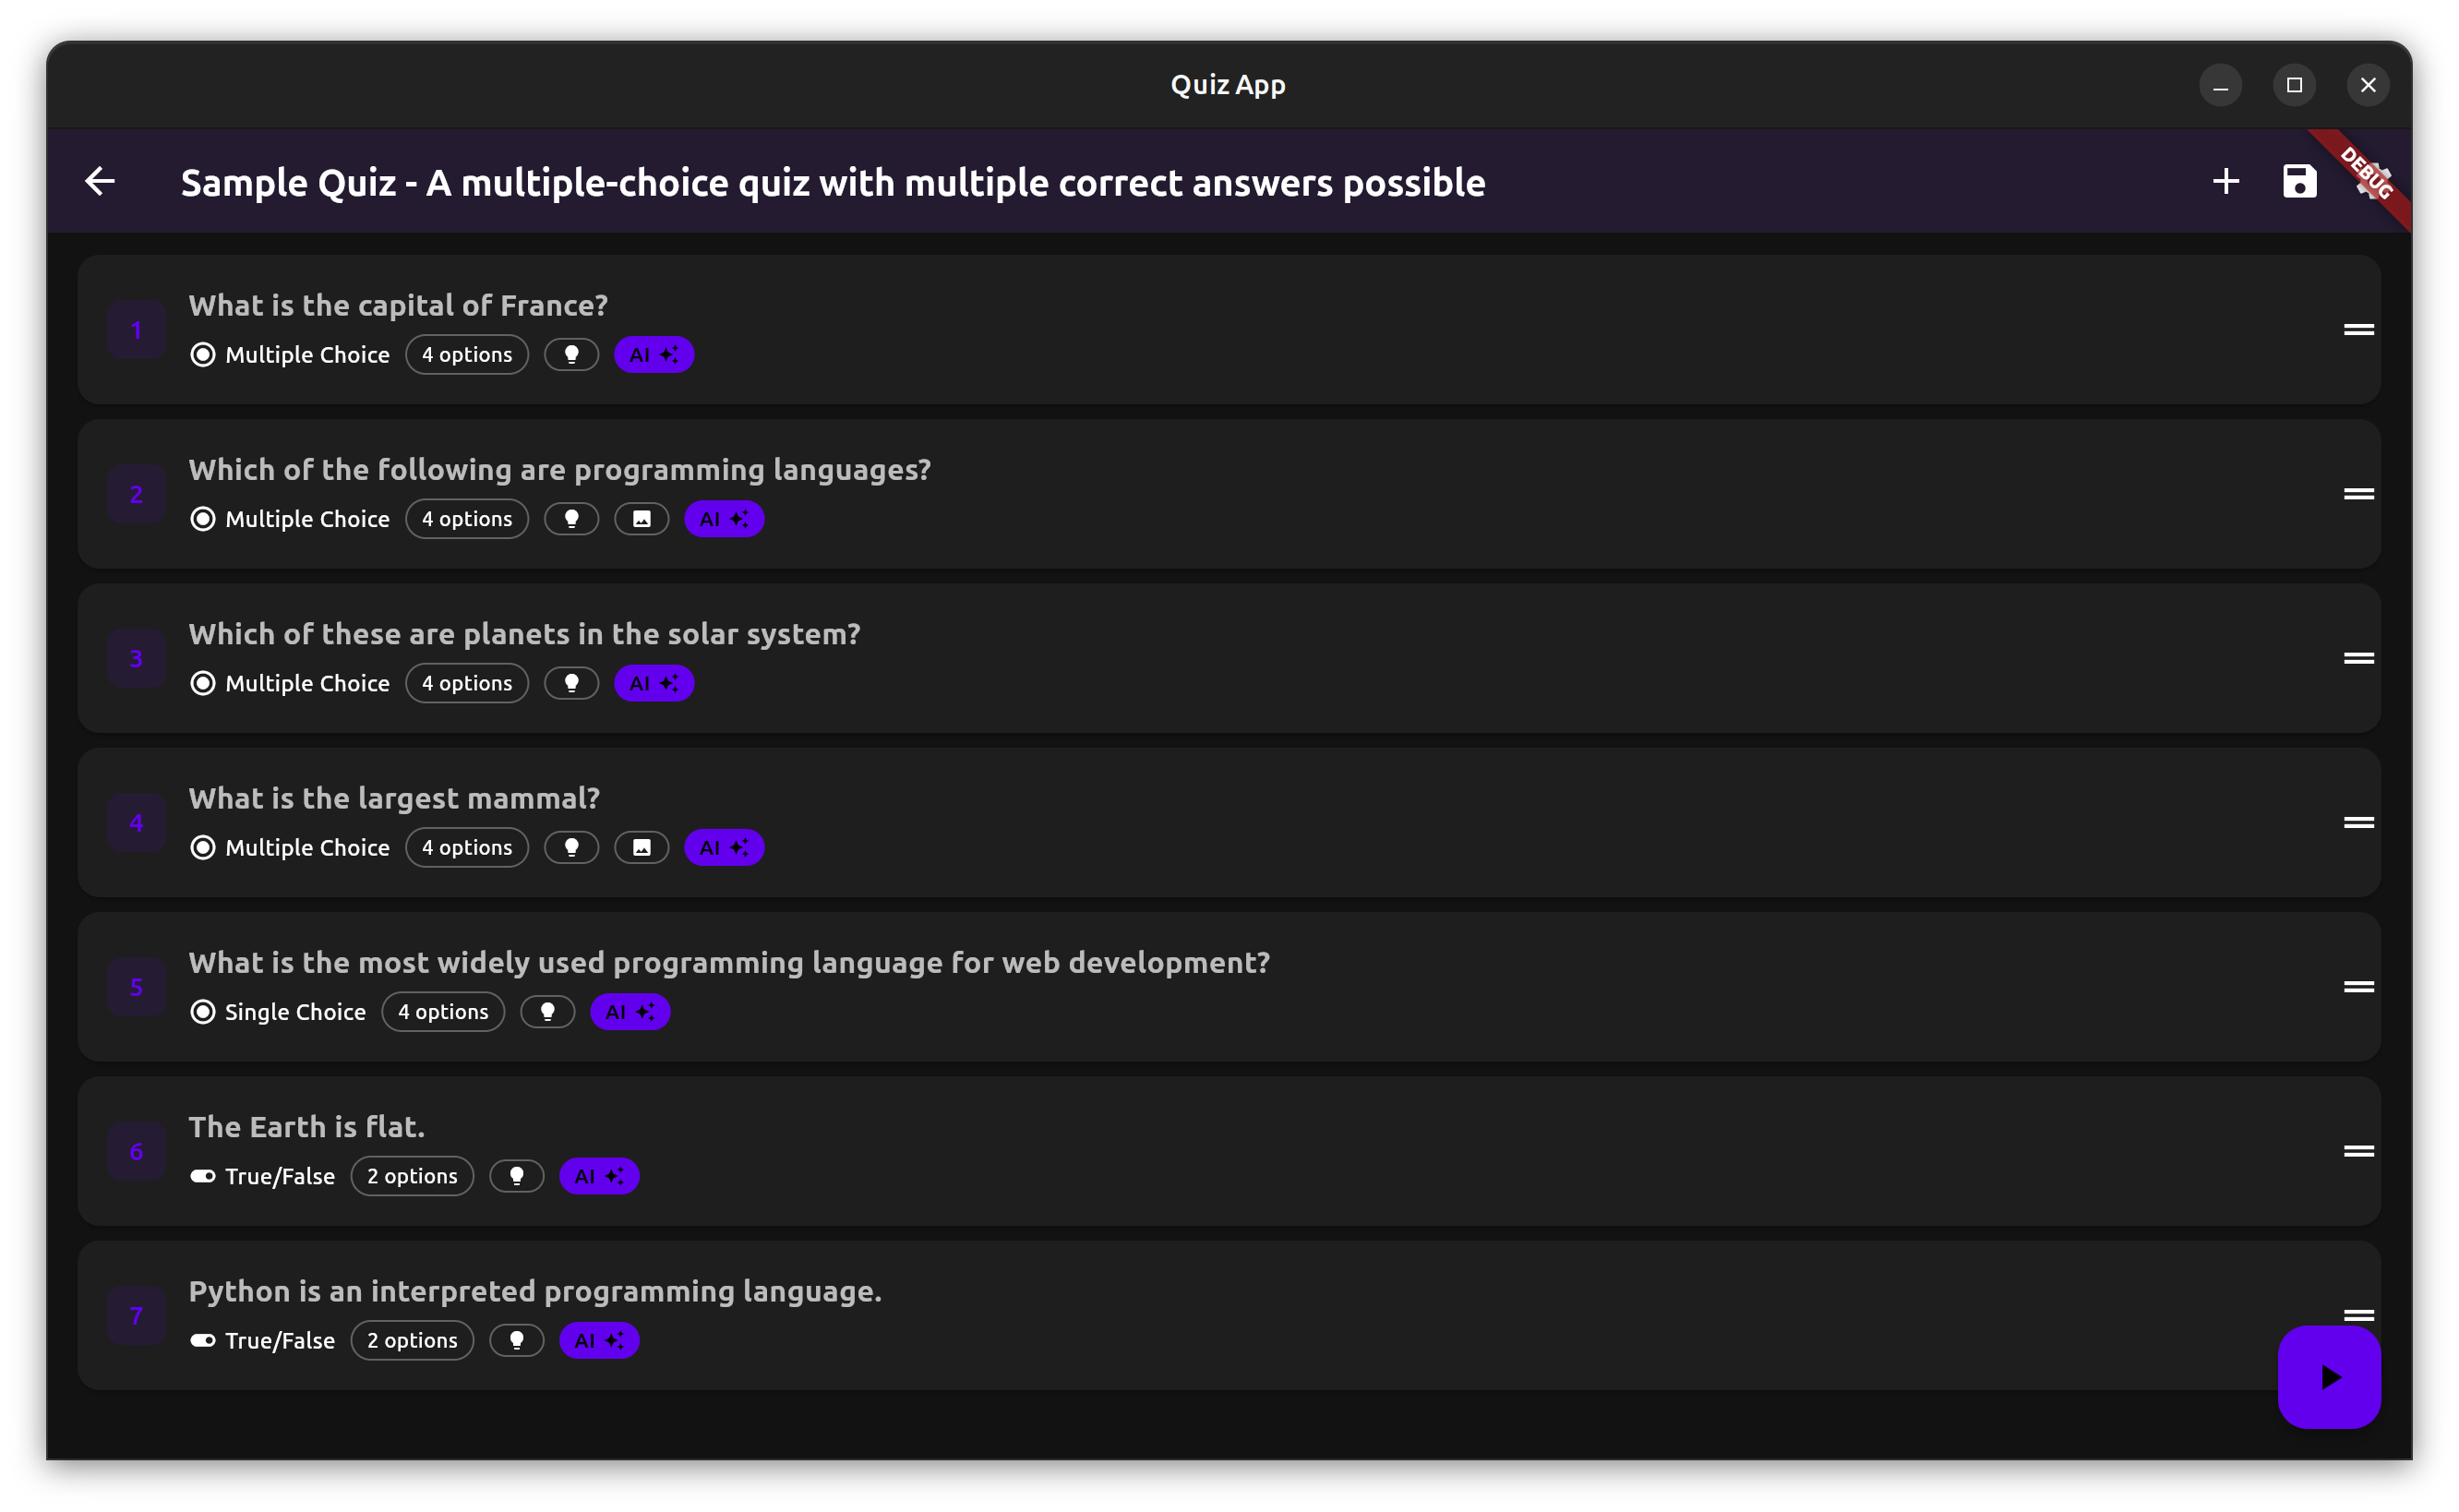 Quiz App
Sample Quiz - A multiple-choice quiz with multiple correct answers possible
DEBUG
1
What is the capital of France?
Multiple Choice 4 options AI
2
Which of the following are programming languages?
Multiple Choice 4 options AI
3
Which of these are planets in the solar system?
Multiple Choice 4 options AI
4
What is the largest mammal?
Multiple Choice 4 options AI
5
What is the most widely used programming language for web development?
Single Choice 4 options AI
6
The Earth is flat.
True/False 2 options AI
7
Python is an interpreted programming language.
True/False 2 options AI